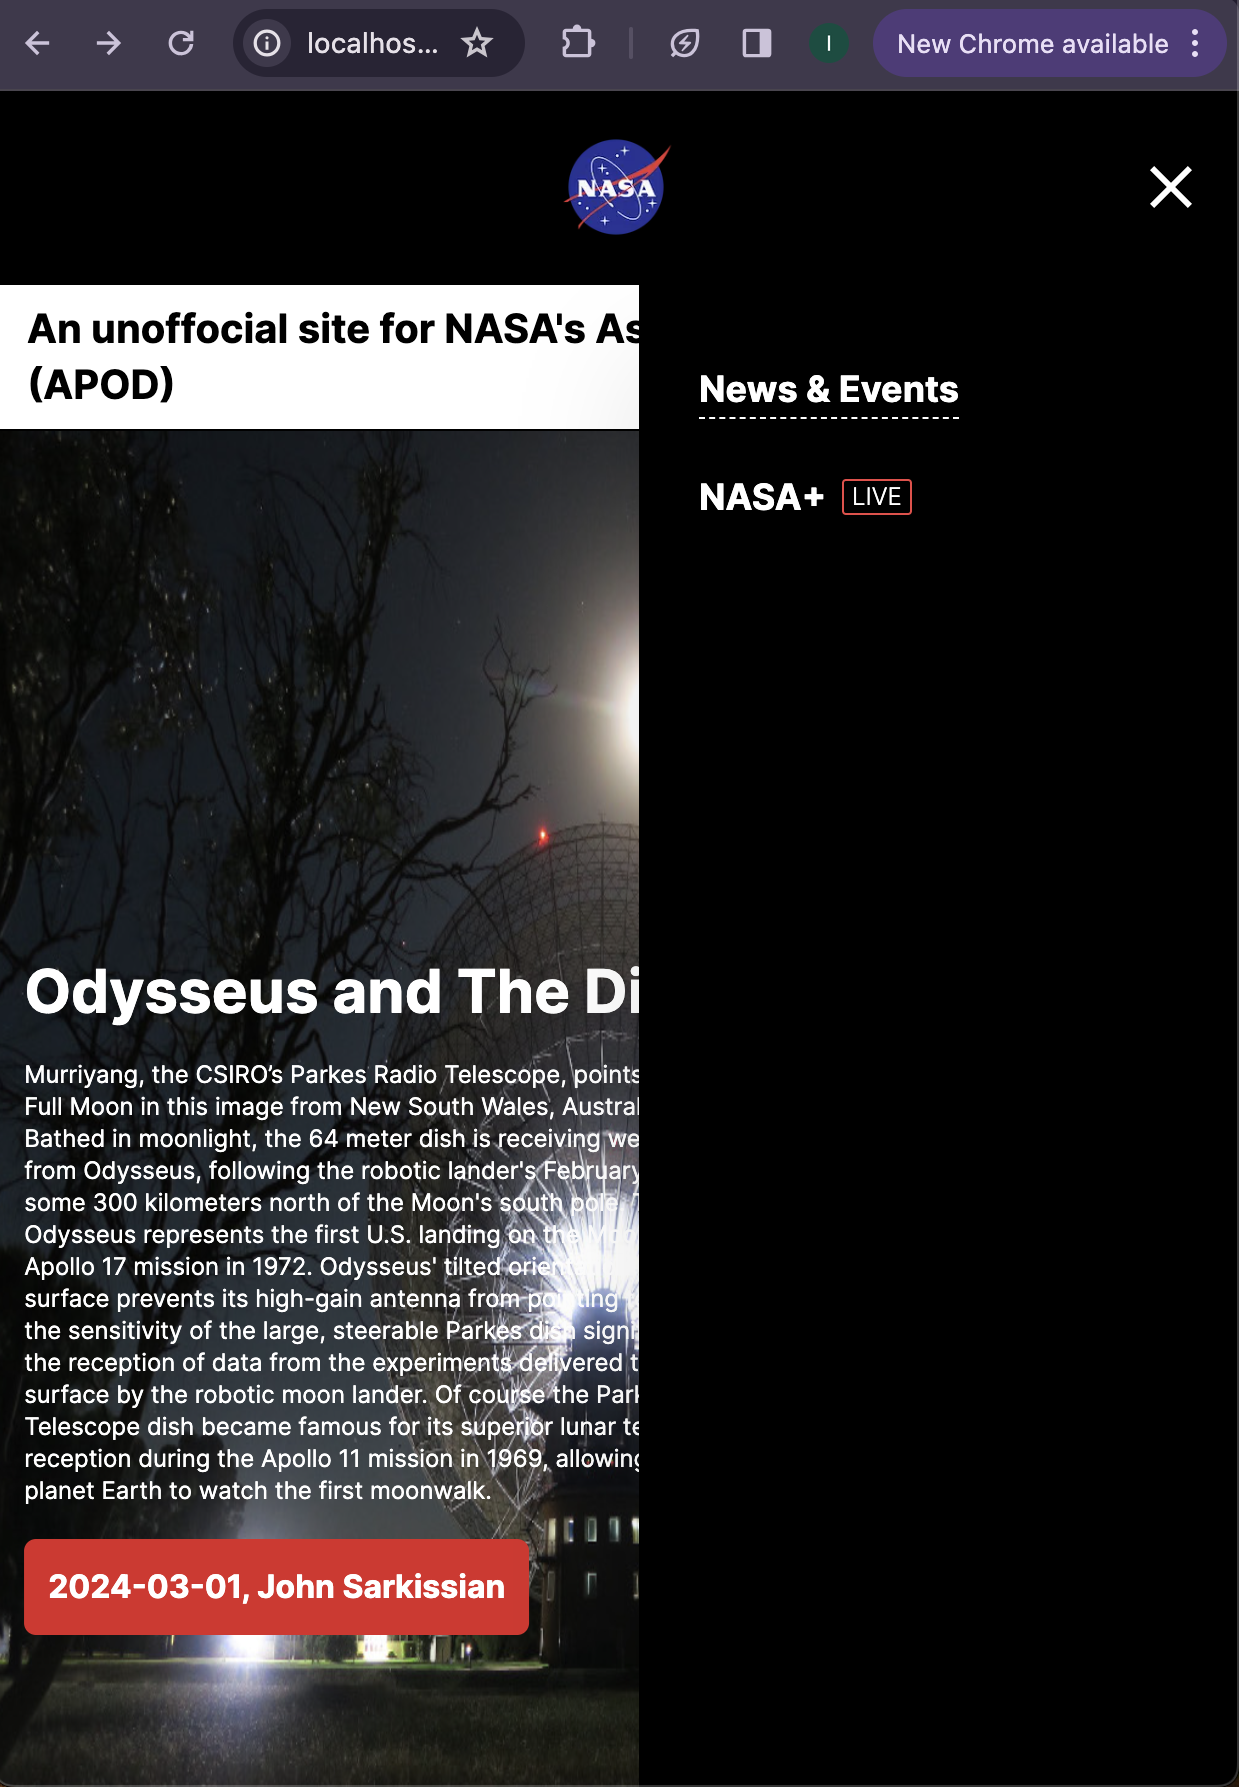 localhos...
New Chrome available
I
NASA
An unoffocial site for NASA's As
(APOD)
News & Events
NASA+ LIVE
Odysseus and The Di
Murriyang, the CSIRO’s Parkes Radio Telescope, points
Full Moon in this image from New South Wales, Austral
Bathed in moonlight, the 64 meter dish is receiving we
from Odysseus, following the robotic lander's February
some 300 kilometers north of the Moon's south pole.
Odysseus represents the first U.S. landing on the Moo
Apollo 17 mission in 1972. Odysseus' tilted orient
surface prevents its high-gain antenna from pointing
the sensitivity of the large, steerable Parkes dish signi
the reception of data from the experiments delivered t
surface by the robotic moon lander. Of course the Park
Telescope dish became famous for its superior lunar te
reception during the Apollo 11 mission in 1969, allowing
planet Earth to watch the first moonwalk.
2024-03-01, John Sarkissian